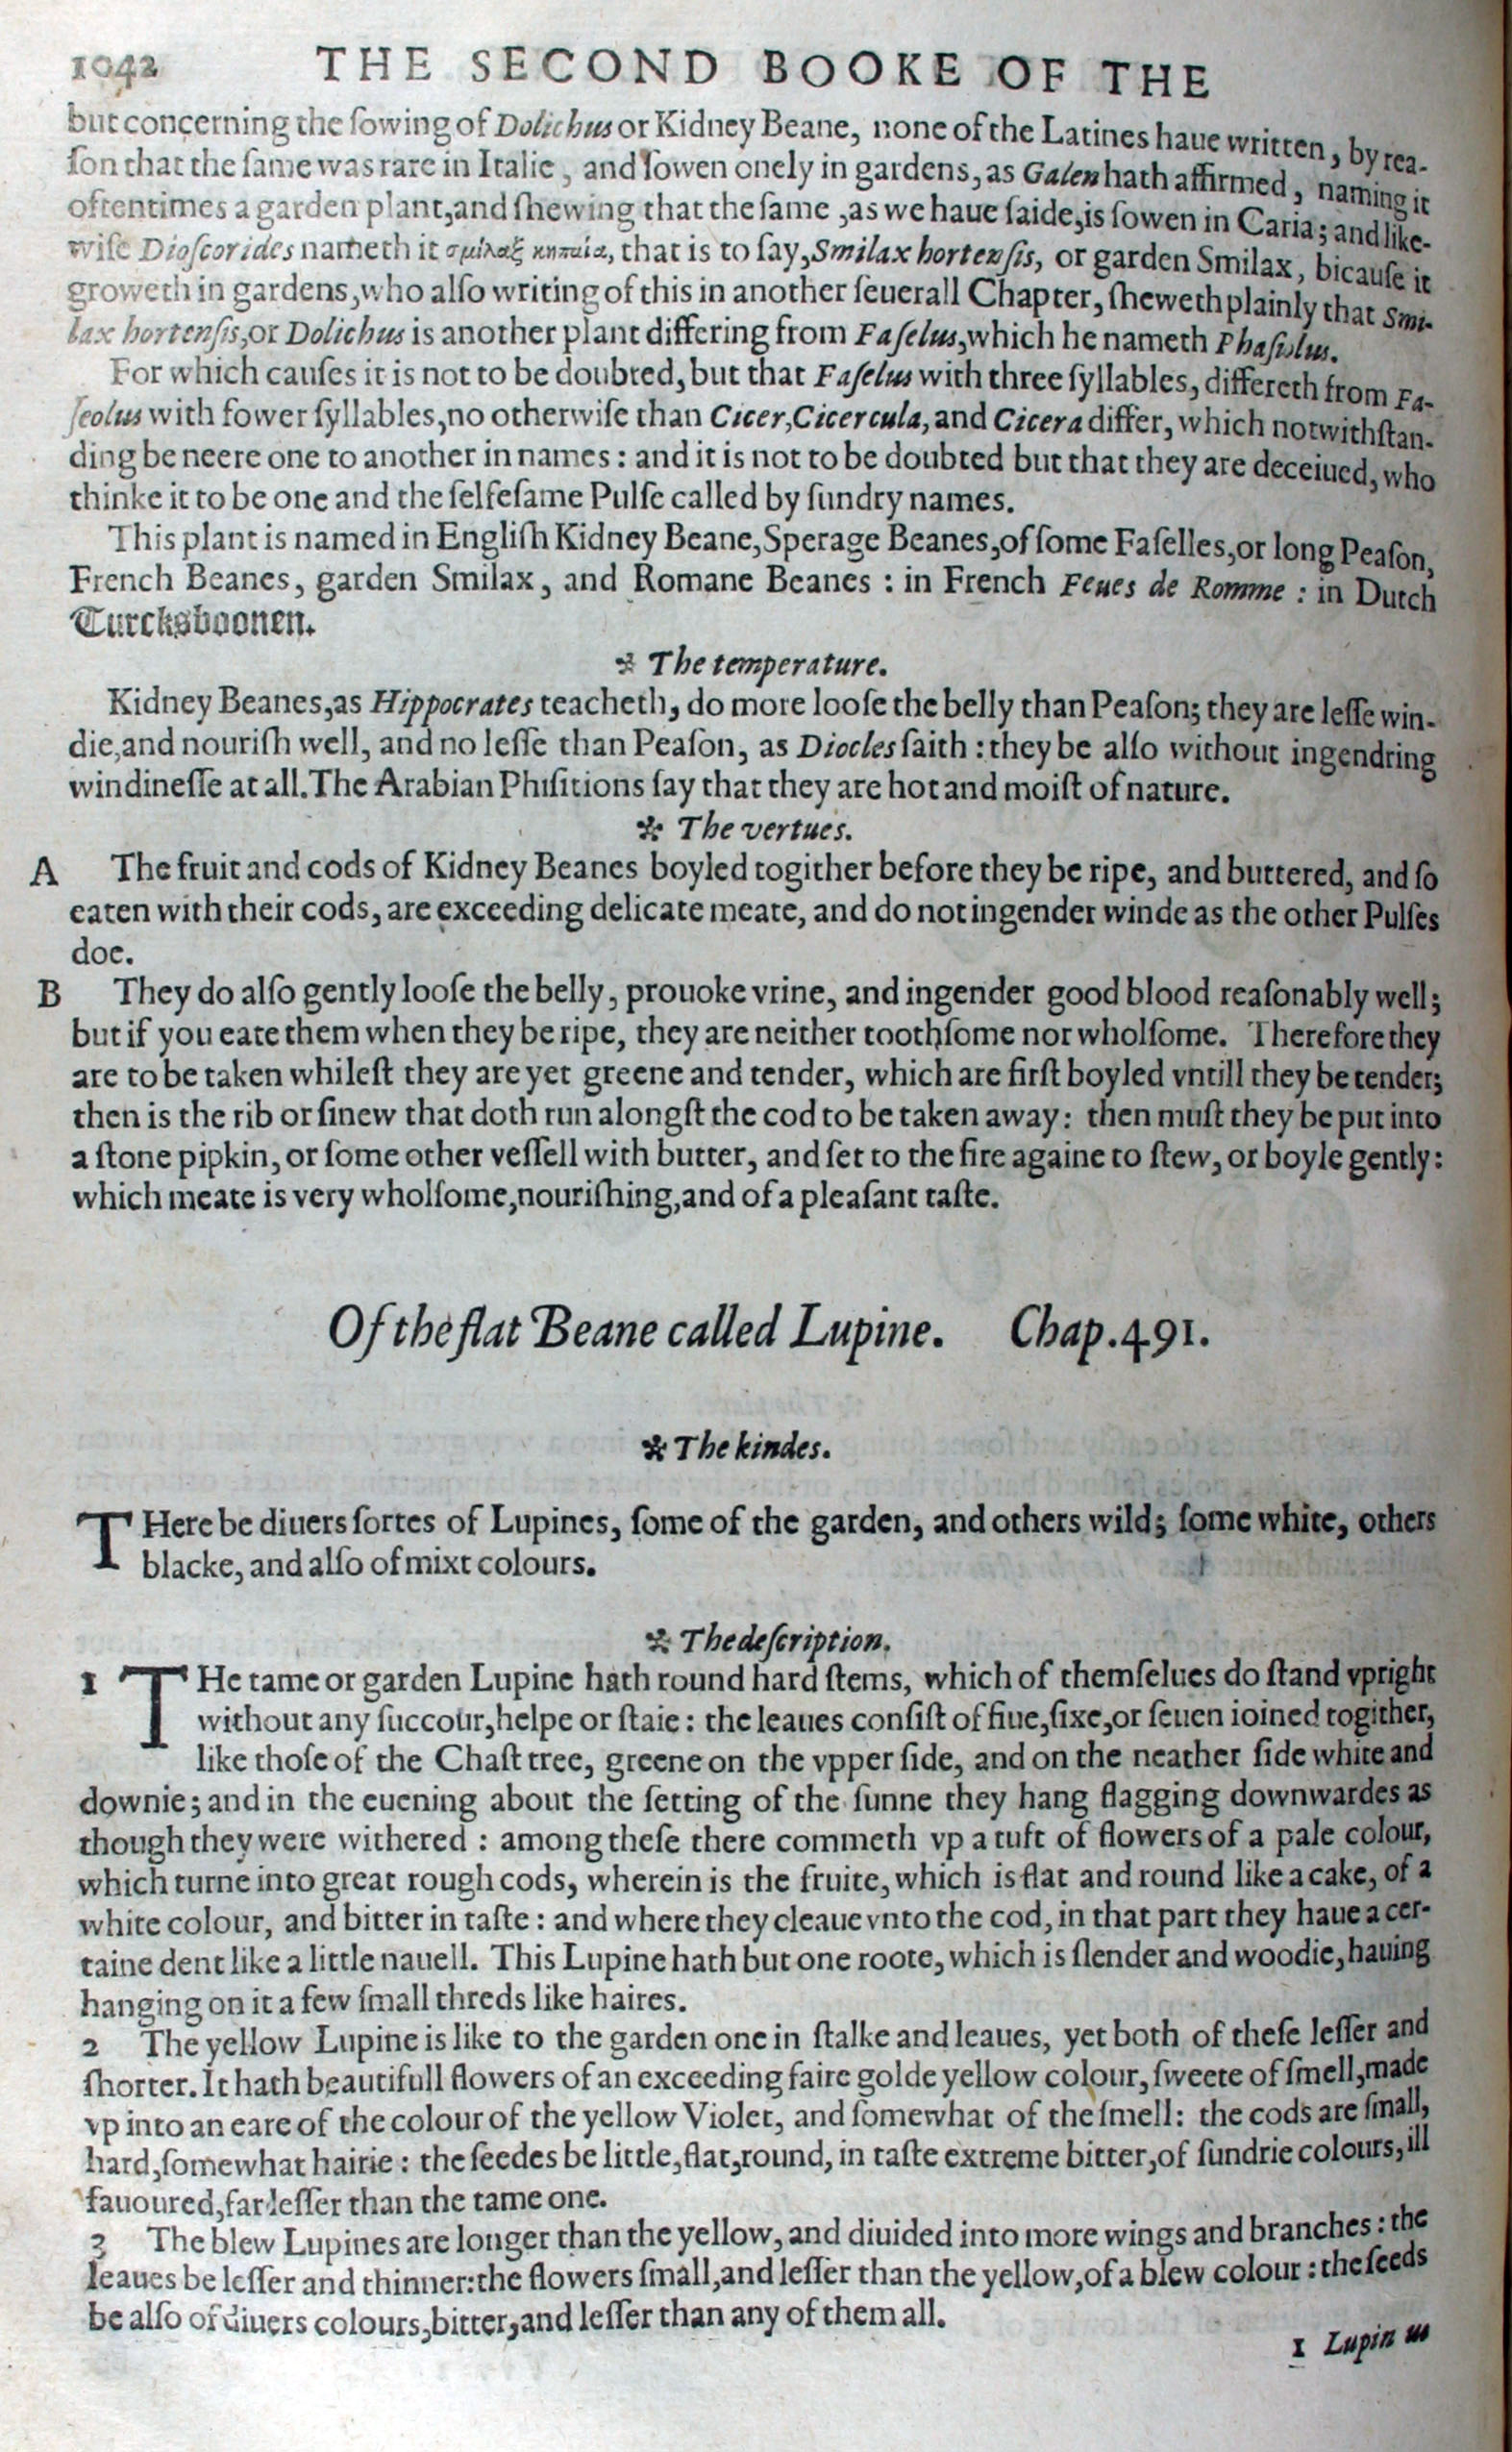 1042 THE SECOND BOOKE OF THE
but concerning the ſowing of Dolichus or Kidney Beane, none of the Latines haue written, by rea-
ſon that the ſame was rare in Italie, and ſowen onely in gardens, as Galen hath affirmed, naming it
oftentimes a garden plant, and ſhewing that the ſame, as we haue ſaide, is ſowen in Caria; and like-
wiſe Dioſcorides nameth it σμίλαξ κηπαία, that is to ſay, Smilax hortenſis, or garden Smilax, bicauſe it
groweth in gardens, who alſo writing of this in another ſeuerall Chapter, ſheweth plainly that Smi-
lax hortenſis, or Dolichus is another plant differing from Faſelus, which he nameth Phaſiolus.
For which cauſes it is not to be doubted, but that Faſelus with three ſyllables, differeth from Fa-
ſeolus with fower ſyllables, no otherwiſe than Cicer, Cicercula, and Cicera differ, which notwithſtan-
ding be neere one to another in names: and it is not to be doubted but that they are deceiued, who
thinke it to be one and the ſelfeſame Pulſe called by ſundry names.
This plant is named in Engliſh Kidney Beane, Sperage Beanes, of ſome Faſelles, or long Peaſon,
French Beanes, garden Smilax, and Romane Beanes: in French Feues de Romme: in Dutch
Turcksboonen.
❧ The temperature.
Kidney Beanes, as Hippocrates teacheth, do more looſe the belly than Peaſon; they are leſſe win-
die, and nouriſh well, and no leſſe than Peaſon, as Diocles ſaith: they be alſo without ingendring
windineſſe at all. The Arabian Phiſitions ſay that they are hot and moiſt of nature.
❧ The vertues.
A The fruit and cods of Kidney Beanes boyled togither before they be ripe, and buttered, and ſo
eaten with their cods, are exceeding delicate meate, and do not ingender winde as the other Pulſes
doe.
B They do alſo gently looſe the belly, prouoke vrine, and ingender good blood reaſonably well;
but if you eate them when they be ripe, they are neither toothſome nor wholſome. Therefore they
are to be taken whileſt they are yet greene and tender, which are firſt boyled vntill they be tender;
then is the rib or ſinew that doth run alongſt the cod to be taken away: then muſt they be put into
a ſtone pipkin, or ſome other veſſell with butter, and ſet to the fire againe to ſtew, or boyle gently:
which meate is very wholſome, nouriſhing, and of a pleaſant taſte.
Of the flat Beane called Lupine. Chap. 491.
❧ The kindes.
THere be diuers ſortes of Lupines, ſome of the garden, and others wild; ſome white, others
blacke, and alſo of mixt colours.
❧ The deſcription.
1 THe tame or garden Lupine hath round hard ſtems, which of themſelues do ſtand vpright
without any ſuccour, helpe or ſtaie: the leaues conſiſt of fiue, ſixe, or ſeuen ioined togither,
like thoſe of the Chaſt tree, greene on the vpper ſide, and on the neather ſide white and
downie; and in the euening about the ſetting of the ſunne they hang flagging downwardes as
though they were withered: among theſe there commeth vp a tuft of flowers of a pale colour,
which turne into great rough cods, wherein is the fruite, which is flat and round like a cake, of a
white colour, and bitter in taſte: and where they cleaue vnto the cod, in that part they haue a cer-
taine dent like a little nauell. This Lupine hath but one roote, which is ſlender and woodie, hauing
hanging on it a few ſmall threds like haires.
2 The yellow Lupine is like to the garden one in ſtalke and leaues, yet both of theſe leſſer and
ſhorter. It hath beautifull flowers of an exceeding faire golde yellow colour, ſweete of ſmell, made
vp into an eare of the colour of the yellow Violet, and ſomewhat of the ſmell: the cods are ſmall,
hard, ſomewhat hairie: the ſeedes be little, flat, round, in taſte extreme bitter, of ſundrie colours, ill
fauoured, far leſſer than the tame one.
3 The blew Lupines are longer than the yellow, and diuided into more wings and branches: the
leaues be leſſer and thinner: the flowers ſmall, and leſſer than the yellow, of a blew colour: the ſeeds
be alſo of diuers colours, bitter, and leſſer than any of them all.
1 Lupinus